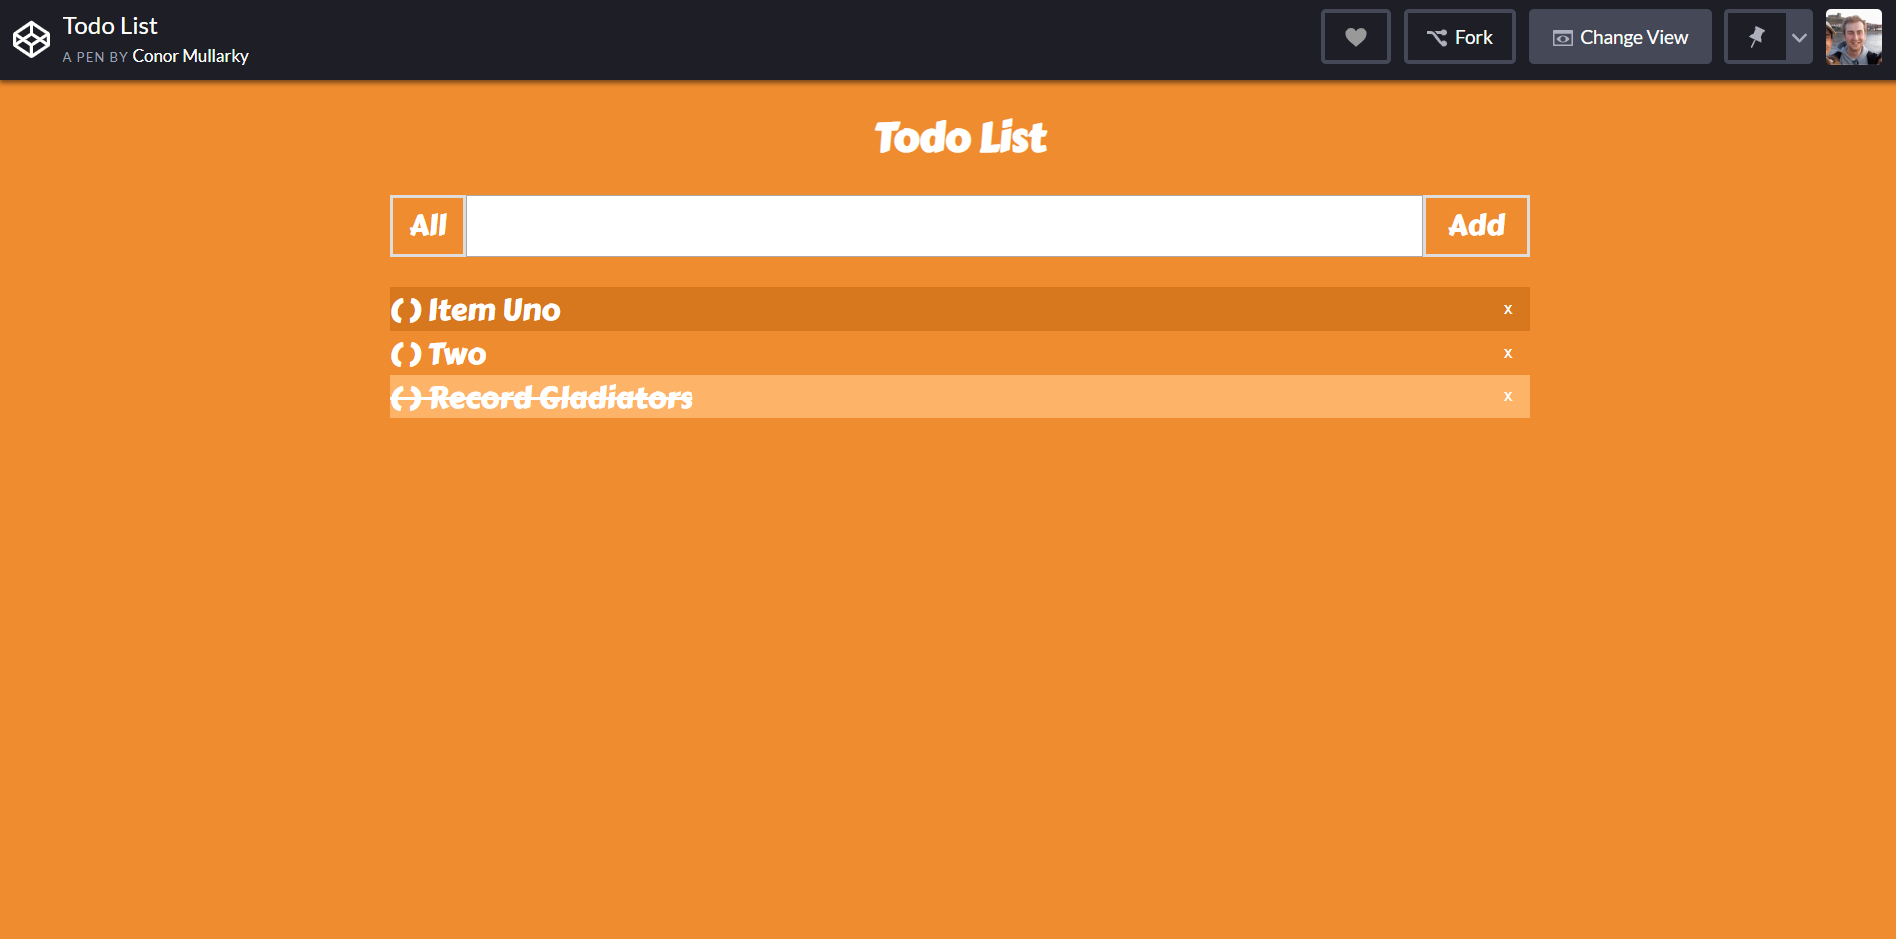 Todo List
A PEN BY Conor Mullarky
Fork
Change View
Todo List
All
Add
( ) Item Uno x
( ) Two x
( ) Record Gladiators x